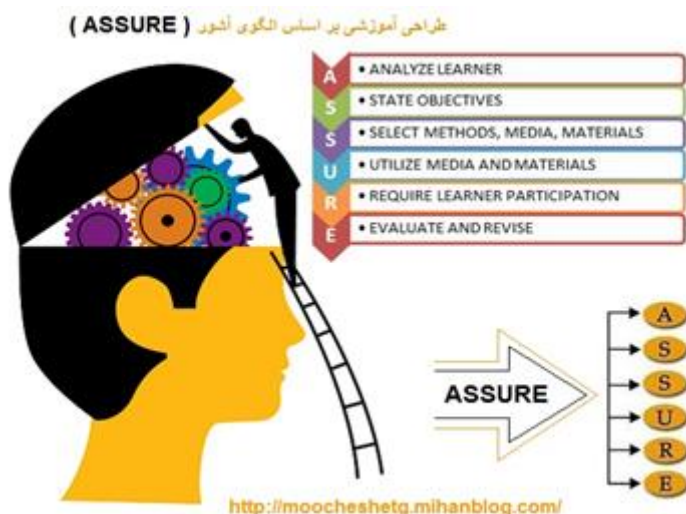 طراحی آموزشی بر اساس الگوی آشور ( ASSURE )
A • ANALYZE LEARNER
S • STATE OBJECTIVES
S • SELECT METHODS, MEDIA, MATERIALS
U • UTILIZE MEDIA AND MATERIALS
R • REQUIRE LEARNER PARTICIPATION
E • EVALUATE AND REVISE
ASSURE
A
S
S
U
R
E
http://moocheshetg.mihanblog.com/